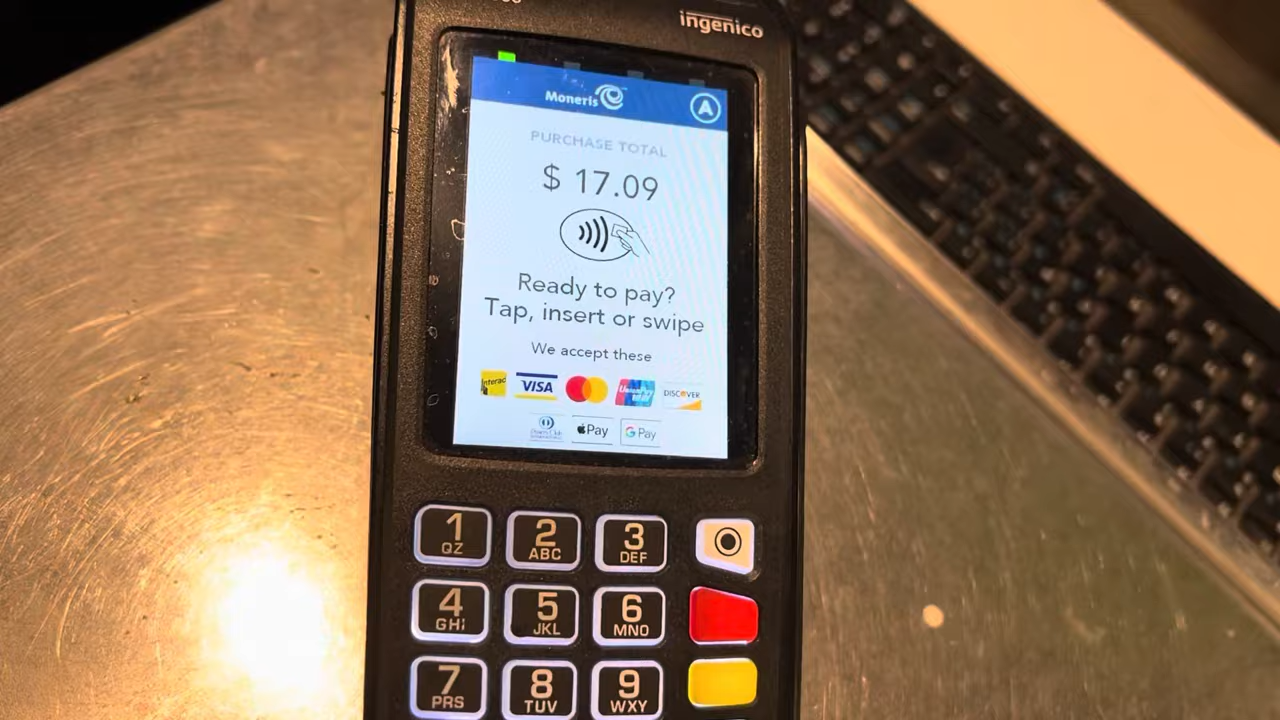 ingenico
Moneris
A
PURCHASE TOTAL
$ 17.09
Ready to pay?
Tap, insert or swipe
We accept these
Interac VISA UnionPay DISCOVER
Diners Club Pay G Pay
1 2 3
QZ ABC DEF
4 5 6
GHI JKL MNO
7 8 9
PRS TUV WXY